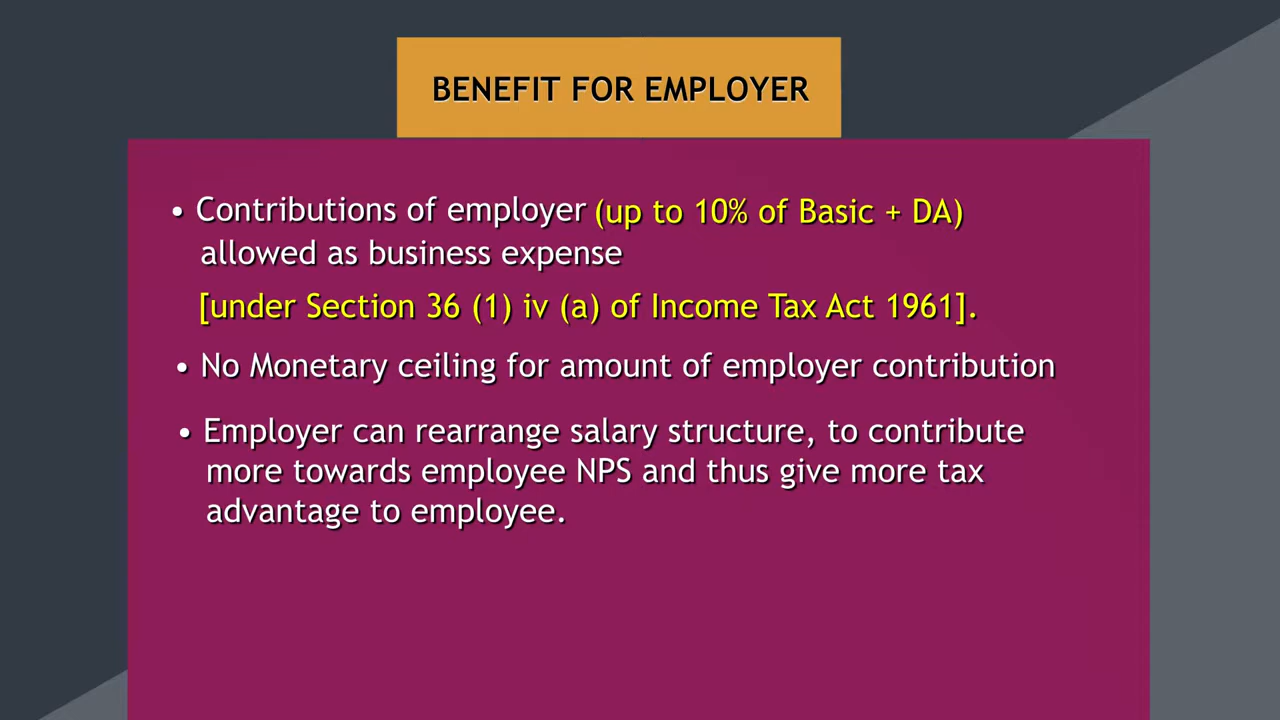 BENEFIT FOR EMPLOYER
• Contributions of employer (up to 10% of Basic + DA)
allowed as business expense
[under Section 36 (1) iv (a) of Income Tax Act 1961].
• No Monetary ceiling for amount of employer contribution
• Employer can rearrange salary structure, to contribute
more towards employee NPS and thus give more tax
advantage to employee.